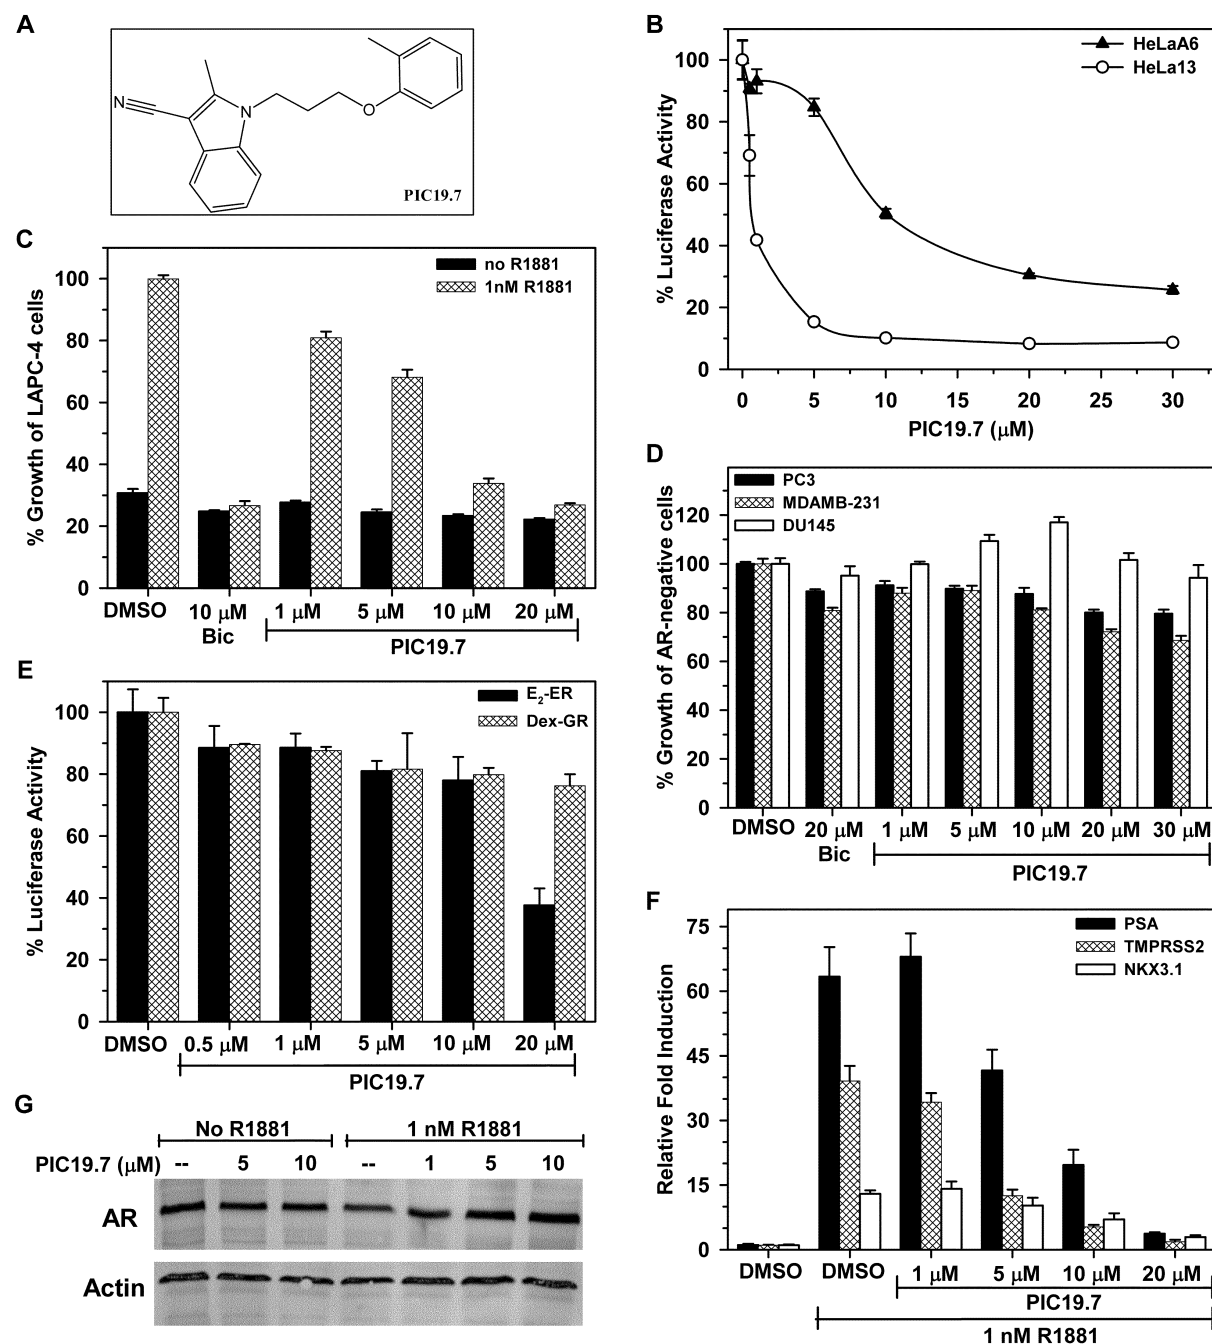 A
N
N
O
PIC19.7
B
HeLaA6
HeLa13
% Luciferase Activity
100
80
60
40
20
0
0 5 10 15 20 25 30
PIC19.7 (µM)
C
no R1881
1nM R1881
% Growth of LAPC-4 cells
100
80
60
40
20
0
DMSO 10 µM 1 µM 5 µM 10 µM 20 µM
Bic PIC19.7
D
PC3
MDAMB-231
DU145
% Growth of AR-negative cells
120
100
80
60
40
20
0
DMSO 20 µM 1 µM 5 µM 10 µM 20 µM 30 µM
Bic PIC19.7
E
E2-ER
Dex-GR
% Luciferase Activity
100
80
60
40
20
0
DMSO 0.5 µM 1 µM 5 µM 10 µM 20 µM
PIC19.7
F
PSA
TMPRSS2
NKX3.1
Relative Fold Induction
75
60
45
30
15
0
DMSO DMSO 1 µM 5 µM 10 µM 20 µM
PIC19.7
1 nM R1881
G
No R1881 1 nM R1881
PIC19.7 (µM) -- 5 10 -- 1 5 10
AR
Actin